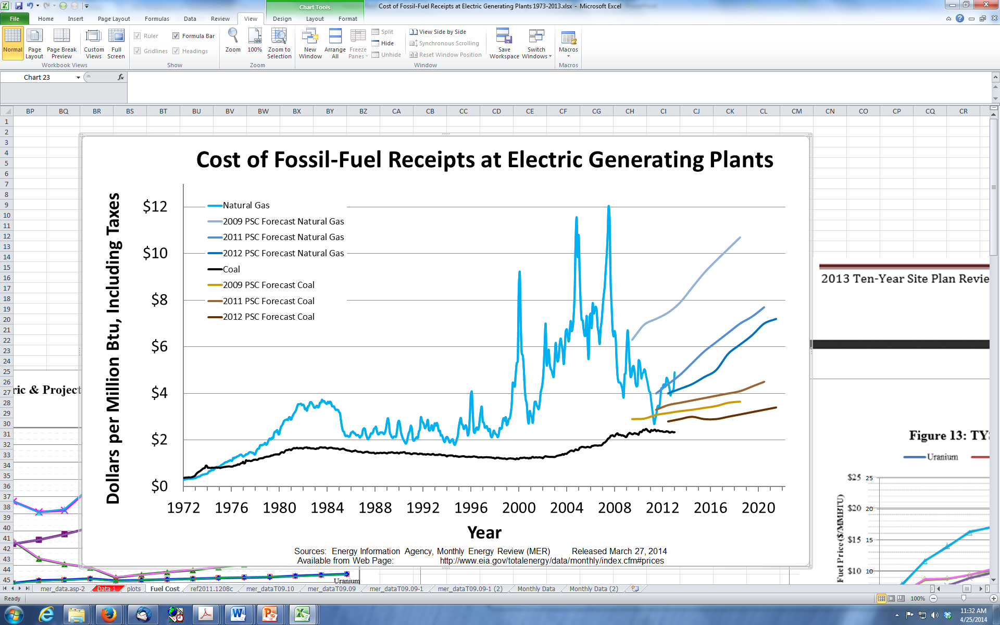 Chart Tools
Cost of Fossil-Fuel Receipts at Electric Generating Plants 1973-2013.xlsx - Microsoft Excel
File Home Insert Page Layout Formulas Data Review View Design Layout Format
Normal Page Layout Page Break Preview Custom Views Full Screen
Ruler Formula Bar
Gridlines Headings
Zoom 100% Zoom to Selection
New Window Arrange All Freeze Panes
Split
Hide
Unhide
View Side by Side
Synchronous Scrolling
Reset Window Position
Save Workspace Switch Windows
Macros
Workbook Views Show Zoom Window Macros
Chart 23 fx
BP BQ BR BS BT BU BV BW BX BY BZ CA CB CC CD CE CF CG CH CI CJ CK CL CM CN CO CP CQ CR
1
2
3
4
5
6
7
8
9
10
11
12
13
14
15
16
17
18
19
20
21
22
23
24
25
26
27
28
29
30
31
32
33
34
35
36
37
38
39
40
41
42
43
44
45
Cost of Fossil-Fuel Receipts at Electric Generating Plants
Dollars per Million Btu, Including Taxes
$12
$10
$8
$6
$4
$2
$0
Natural Gas
2009 PSC Forecast Natural Gas
2011 PSC Forecast Natural Gas
2012 PSC Forecast Natural Gas
Coal
2009 PSC Forecast Coal
2011 PSC Forecast Coal
2012 PSC Forecast Coal
1972 1976 1980 1984 1988 1992 1996 2000 2004 2008 2012 2016 2020
Year
Sources: Energy Information Agency, Monthly Energy Review (MER) Released March 27, 2014
Available from Web Page: http://www.eia.gov/totalenergy/data/monthly/index.cfm#prices
ric & Project
Uranium
2013 Ten-Year Site Plan Revie
Figure 13: TYS
Uranium
Fuel Price ($/MMBTU)
$25 25
$20 20
$15 15
$10 10
mer_data.asp-2 Data 1 plots Fuel Cost ref2011.1208c mer_dataT09.10 mer_dataT09.09 mer_dataT09.09-1 mer_dataT09.09-1 (2) Monthly Data Monthly Data (2)
Ready 100%
11:32 AM
4/25/2014